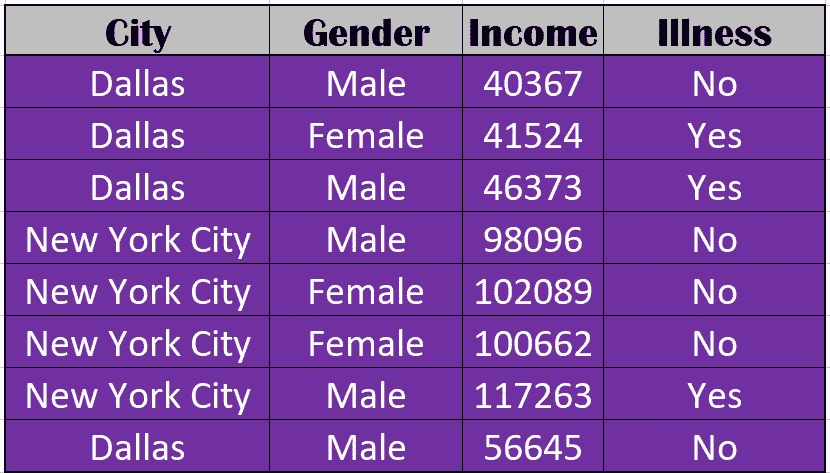 City Gender Income Illness
Dallas Male 40367 No
Dallas Female 41524 Yes
Dallas Male 46373 Yes
New York City Male 98096 No
New York City Female 102089 No
New York City Female 100662 No
New York City Male 117263 Yes
Dallas Male 56645 No